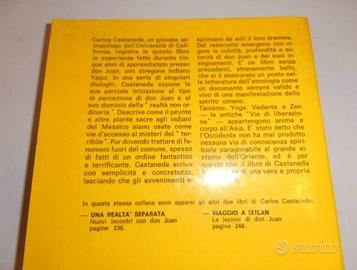 Carlos Castaneda, un giovane an-
tropologo dell'Università di Cali-
fornia, registra in questo libro
le esperienze fatte durante cin-
que anni di apprendistato presso
don Juan, uno stregone indiano
Yaqui. In una serie di singolari
dialoghi, Castaneda espone la
sua parziale iniziazione al tipo
di percezione di don Juan e al
suo dominio della " realtà non or-
dinaria ". Descrive come il peyote
e altre piante sacre agli indiani
del Messico siano usate come
vie d'accesso ai misteri del " ter-
ribile ". Pur dovendo trattare di fe-
nomeni fuori del comune, spesso
di fatti di un ordine fantastico
e terrificante, Castaneda scrive
con semplicità e concretezza,
lasciando che gli avvenimenti e-
sprimano da soli il loro dramma.
Dal resoconto emergono con vi-
gore la nobiltà, profondità e au-
torità di don Juan e dei suoi in-
segnamenti. E' un libro senza
precedenti, stranamente bello,
che si è assicurato un posto nel-
la letteratura dell'etnologia come
un documento sempre valido e
vivo di una manifestazione dello
spirito umano.
Taoismo, Yoga, Vedanta e Zen
— le antiche "Vie di liberazio-
ne" — appartengono anima e
corpo all'Asia. E' stato detto che
l'Occidente non ha mai prodotto
nessuna via di conoscenza spiri-
tuale paragonabile al grande si-
stema dell'Oriente, ed è per
questo che il libro di Castaneda
di una vera e propria
In questa stessa collana sono apparsi gli altri due libri di Carlos Castaneda:
— UNA REALTA' SEPARATA
Nuovi incontri con don Juan
pagine 236.
— VIAGGIO A IXTLAN
Le lezioni di don Juan
pagine 248.
subito